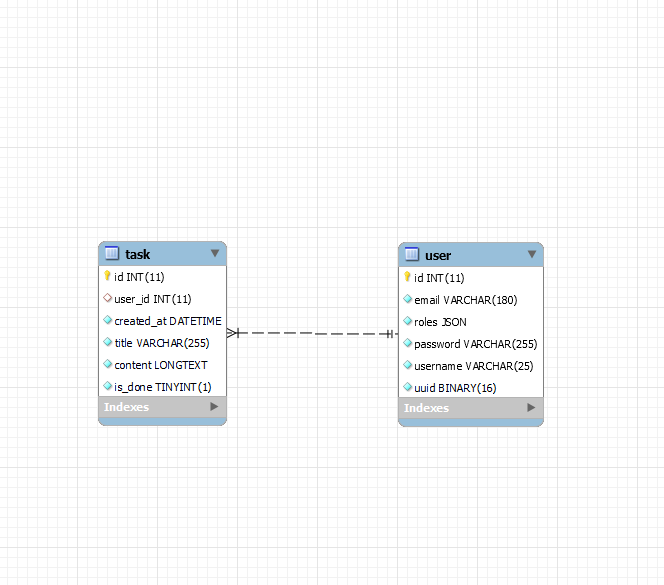 task
id INT(11)
user_id INT(11)
created_at DATETIME
title VARCHAR(255)
content LONGTEXT
is_done TINYINT(1)
Indexes
user
id INT(11)
email VARCHAR(180)
roles JSON
password VARCHAR(255)
username VARCHAR(25)
uuid BINARY(16)
Indexes